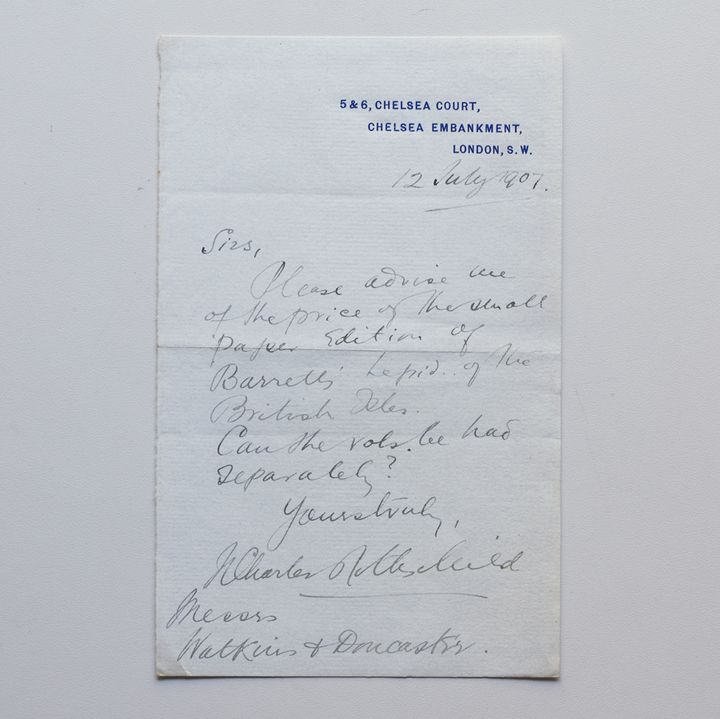 5 & 6, CHELSEA COURT,
CHELSEA EMBANKMENT,
LONDON, S.W.
12 July 1907.
Sirs,
Please advise me
of the price of the small
paper Edition of
Barrett's Lepid. of the
British Isles.
Can the vols. be had
separately?
Yours truly,
N Charles Rothschild
Messrs
Watkins & Doncaster.